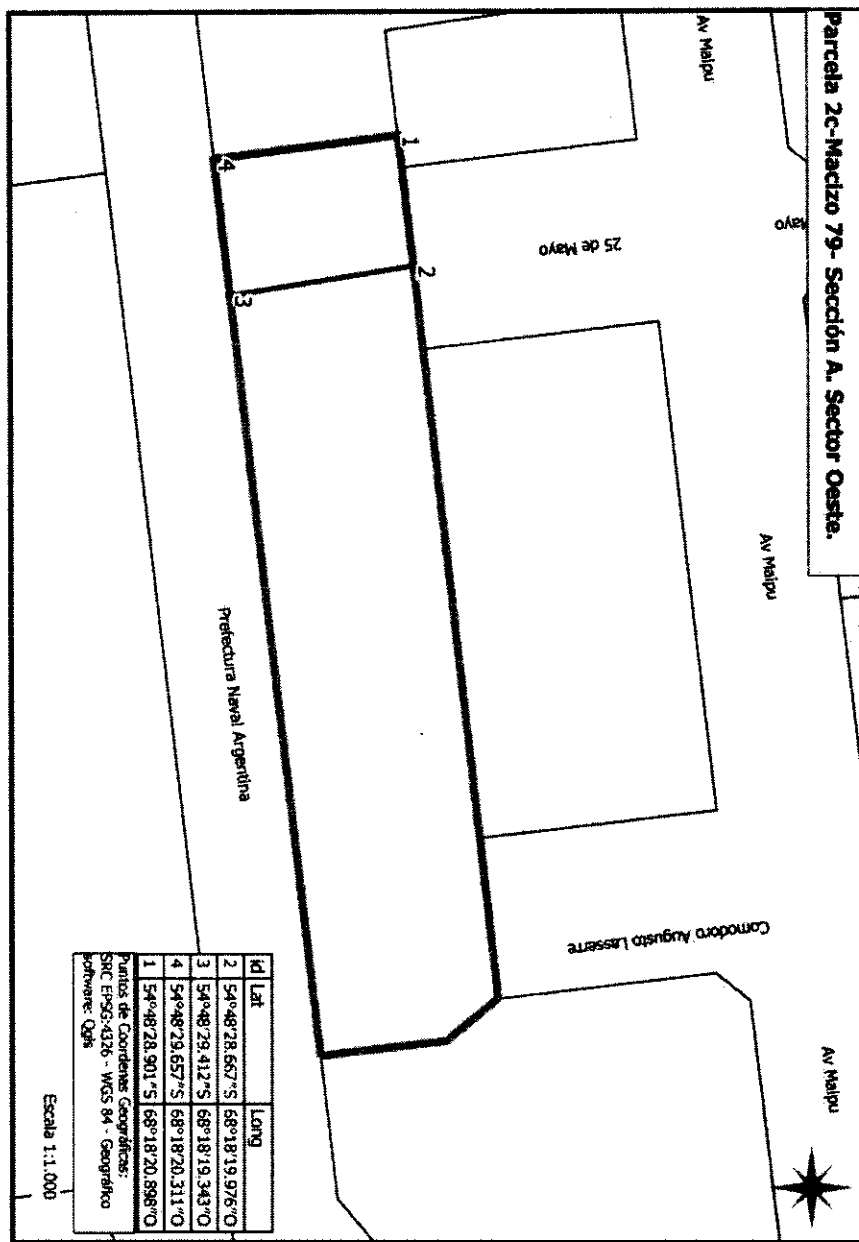 Parcela 2c-Macizo 79- Sección A. Sector Oeste.
Av Maipu
Mayo
Av Maipu
Av Maipu
25 de Mayo
Comodoro Augusto Lasserre
1
2
3
4
Prefectura Naval Argentina
id Lat Long
2 54°48'28.667"S 68°18'19.976"O
3 54°48'29.412"S 68°18'19.343"O
4 54°48'29.657"S 68°18'20.311"O
1 54°48'28.901"S 68°18'20.898"O
Puntos de Coordenas Geográficas:
SRC EPSG:4326 - WGS 84 - Geográfico
software: Qgis
Escala 1:1.000